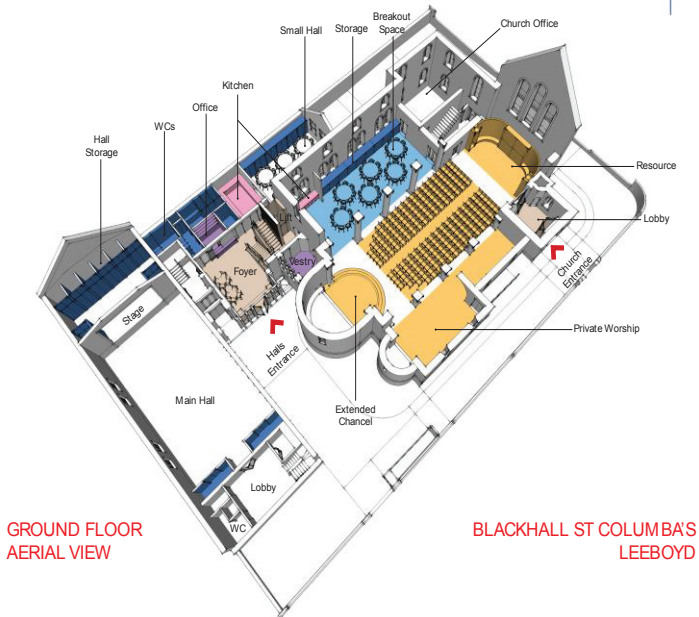 Breakout
Space
Small Hall
Storage
Church Office
Kitchen
Office
WCs
Hall
Storage
Resource
Lobby
Lift
Vestry
Foyer
Church
Entrance
Stage
Halls
Entrance
Private Worship
Main Hall
Extended
Chancel
Lobby
WC
GROUND FLOOR
AERIAL VIEW
BLACKHALL ST COLUMBA'S
LEEBOYD